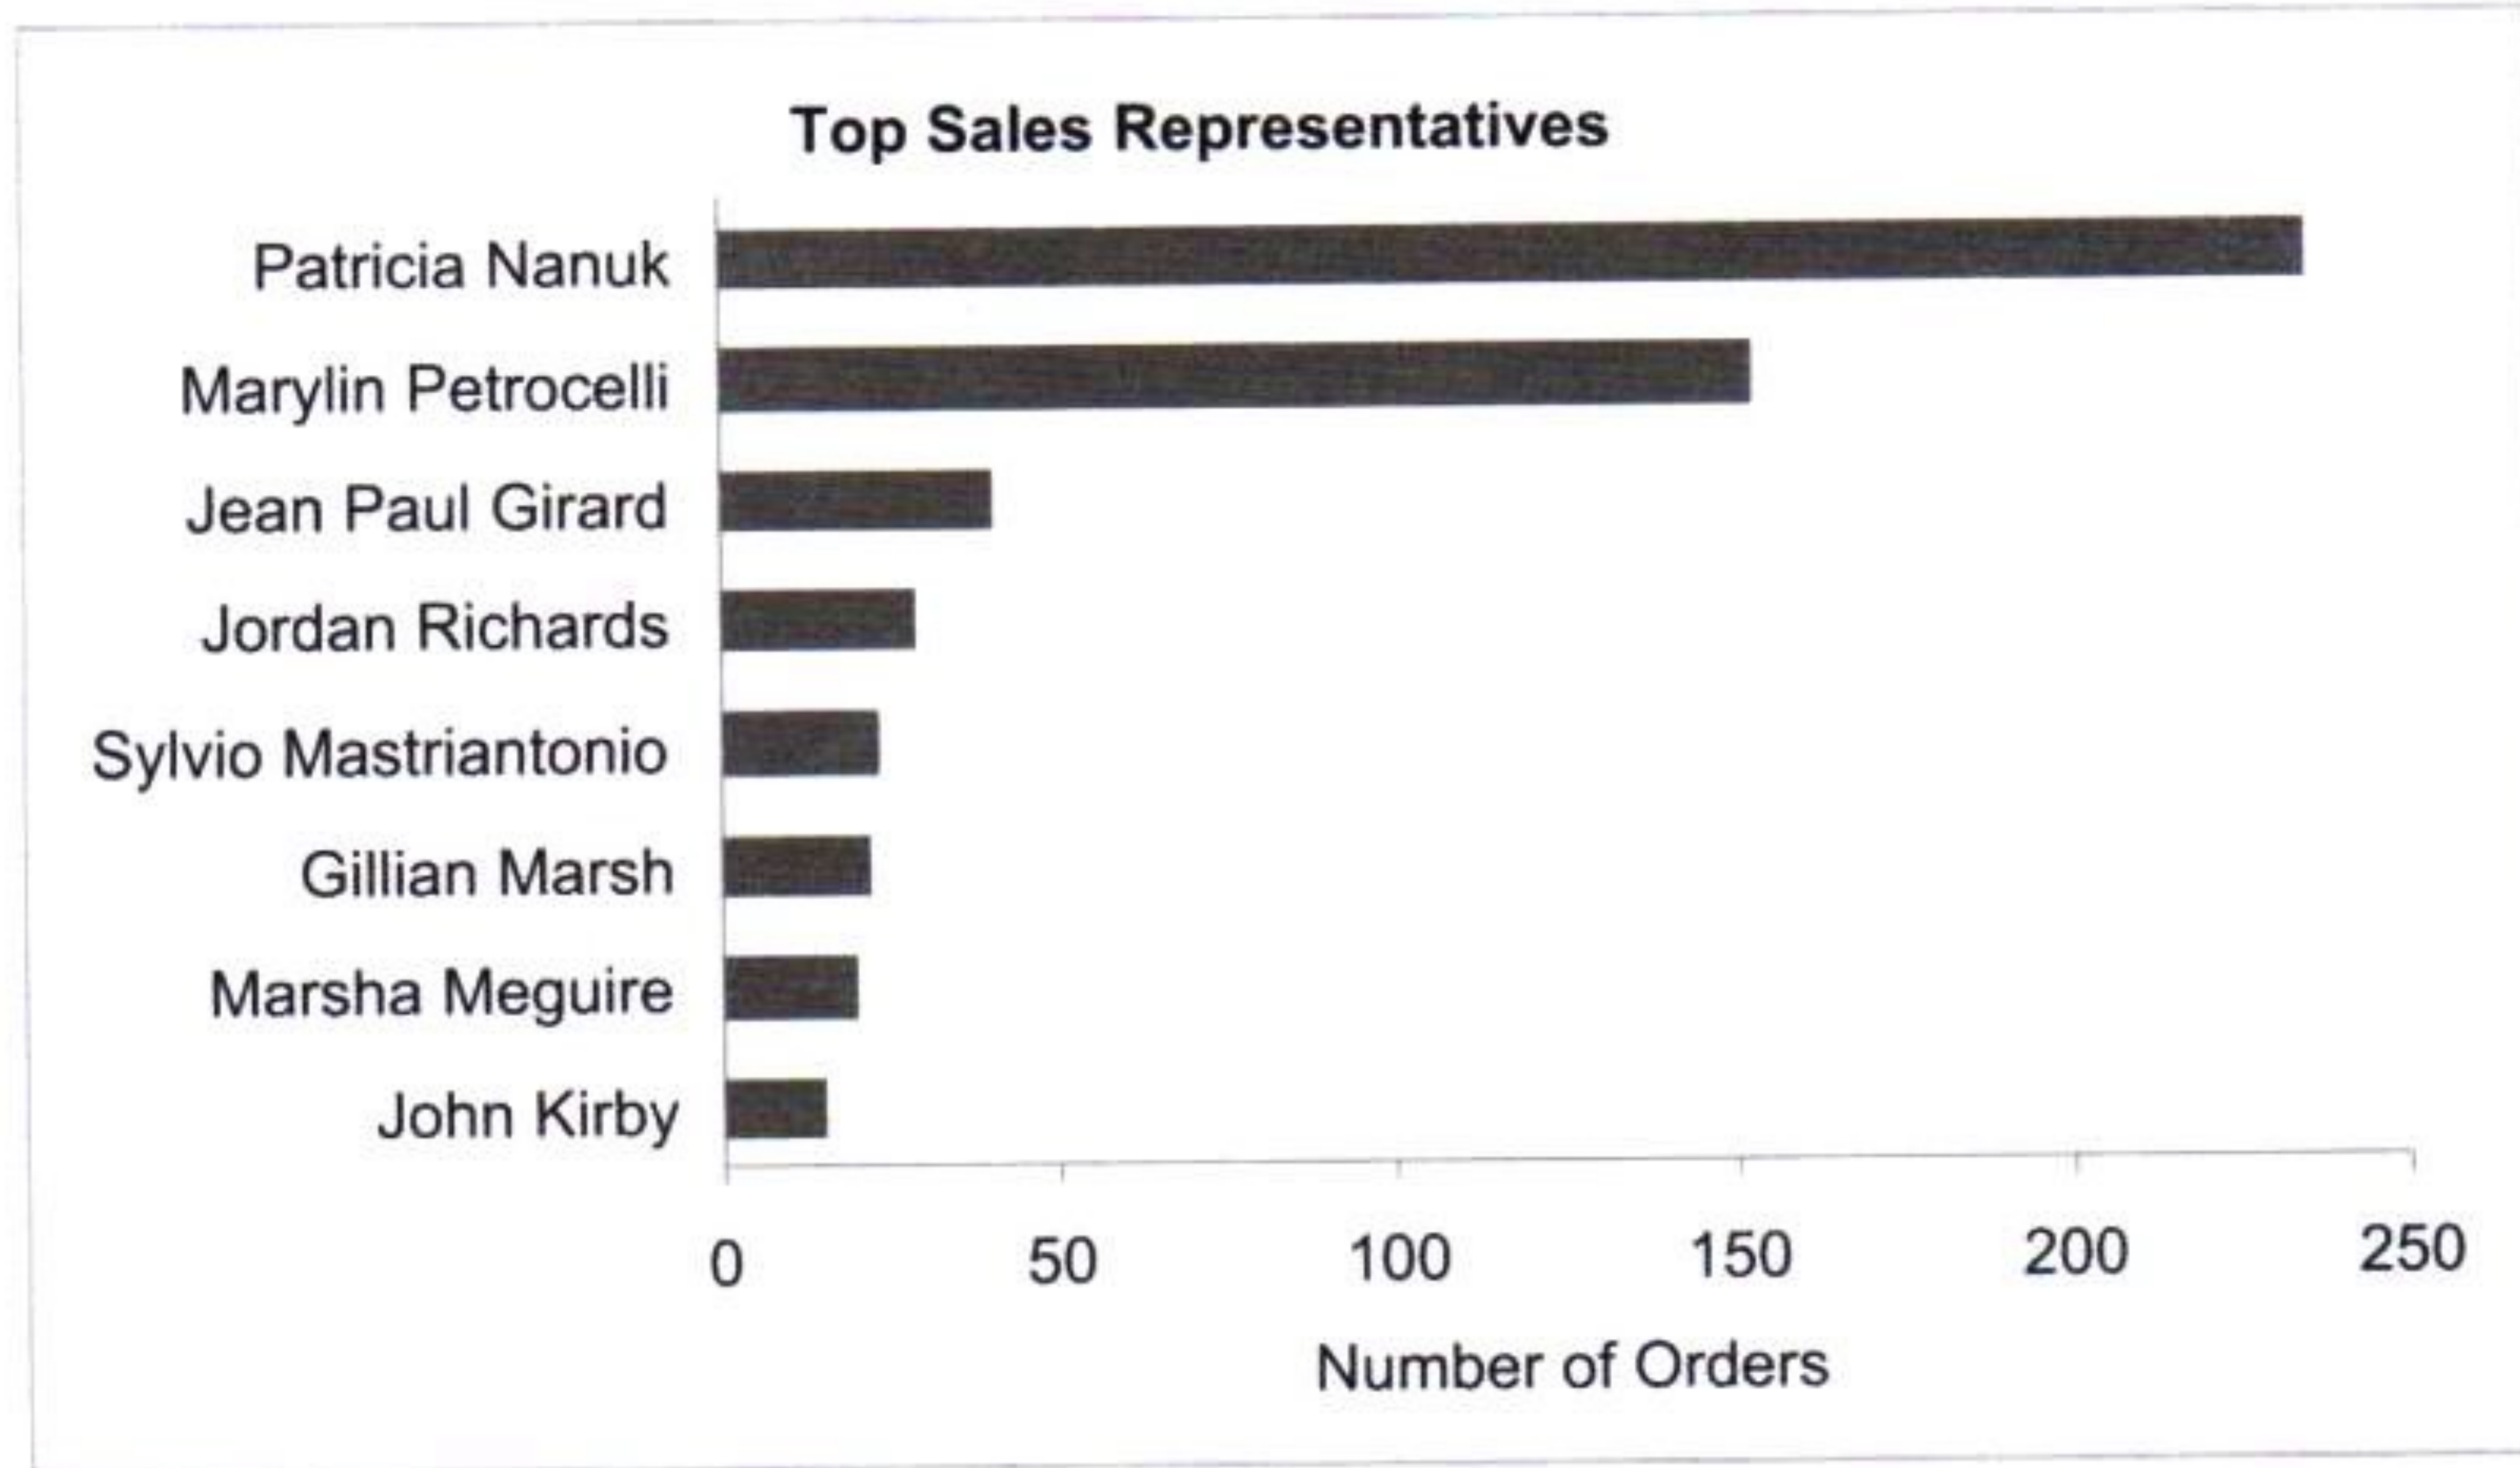 Top Sales Representatives
Patricia Nanuk
Marylin Petrocelli
Jean Paul Girard
Jordan Richards
Sylvio Mastriantonio
Gillian Marsh
Marsha Meguire
John Kirby
0 50 100 150 200 250
Number of Orders